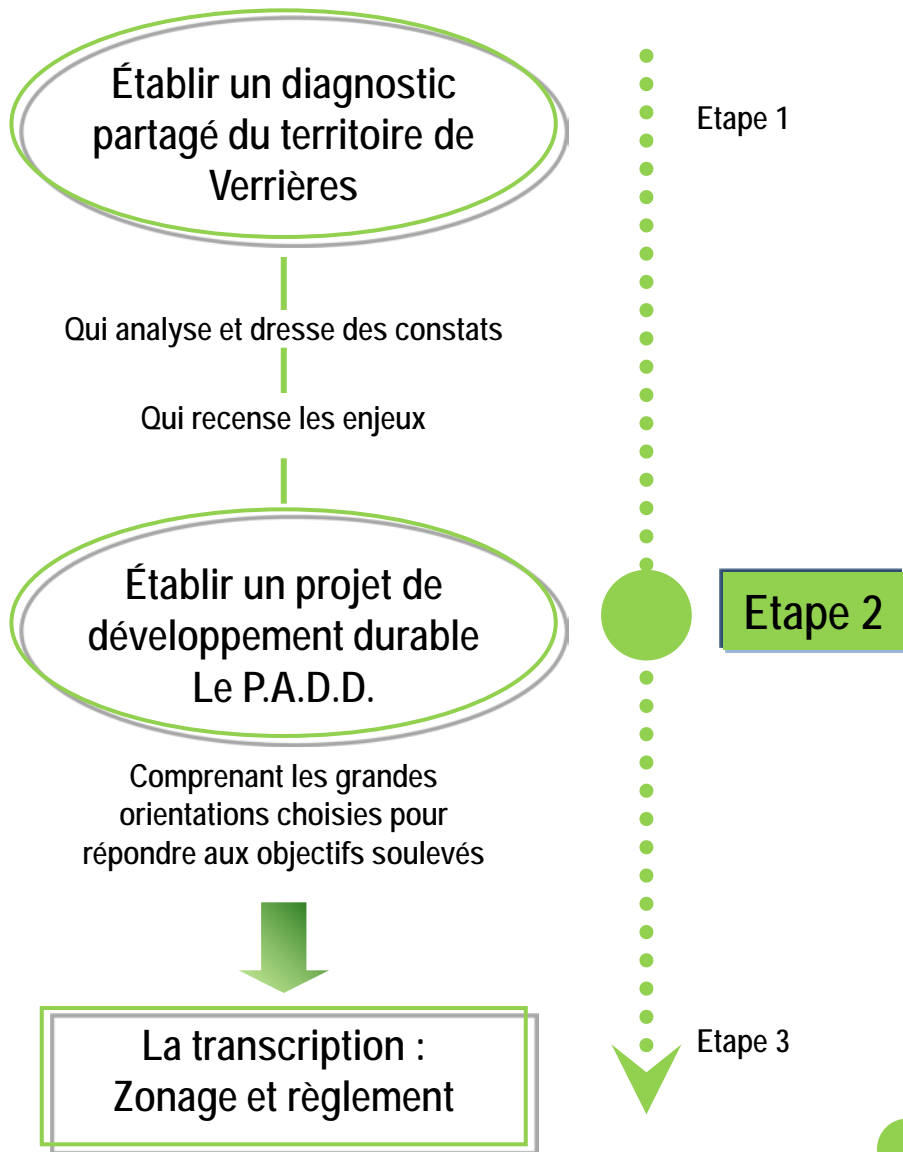 Établir un diagnostic
partagé du territoire de
Verrières
Etape 1
Qui analyse et dresse des constats
Qui recense les enjeux
Établir un projet de
développement durable
Le P.A.D.D.
Etape 2
Comprenant les grandes
orientations choisies pour
répondre aux objectifs soulevés
La transcription :
Zonage et règlement
Etape 3